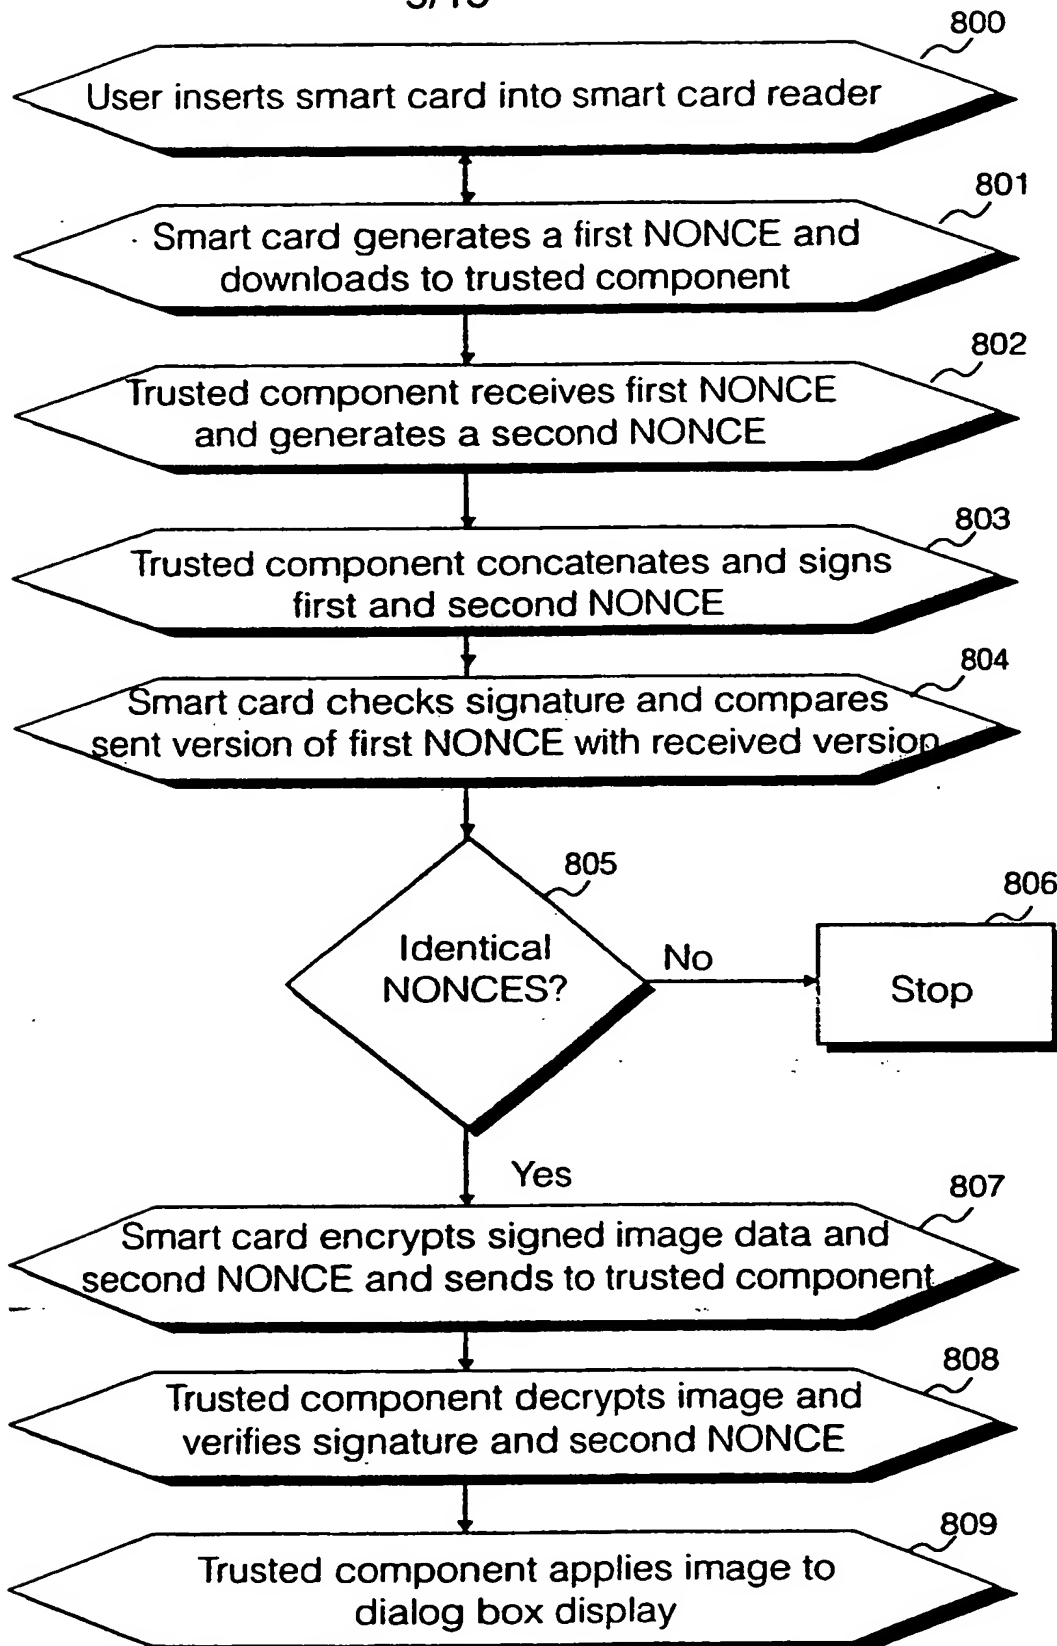 800
User inserts smart card into smart card reader
801
Smart card generates a first NONCE and
downloads to trusted component
802
Trusted component receives first NONCE
and generates a second NONCE
803
Trusted component concatenates and signs
first and second NONCE
804
Smart card checks signature and compares
sent version of first NONCE with received version
805
Identical
NONCES?
No
806
Stop
Yes
807
Smart card encrypts signed image data and
second NONCE and sends to trusted component
808
Trusted component decrypts image and
verifies signature and second NONCE
809
Trusted component applies image to
dialog box display